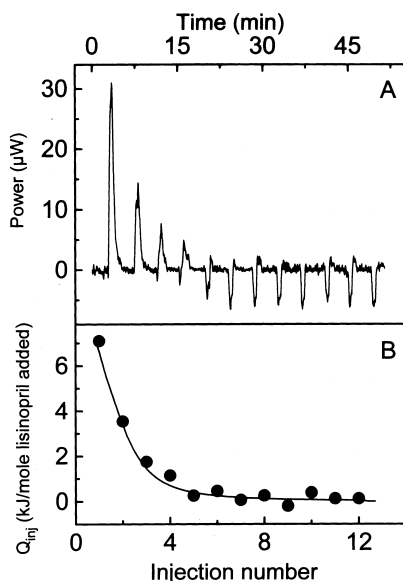 Time (min)
0 15 30 45
A
Power (µW)
30
20
10
0
B
Qinj (kJ/mole lisinopril added)
6
4
2
0
0 4 8 12
Injection number